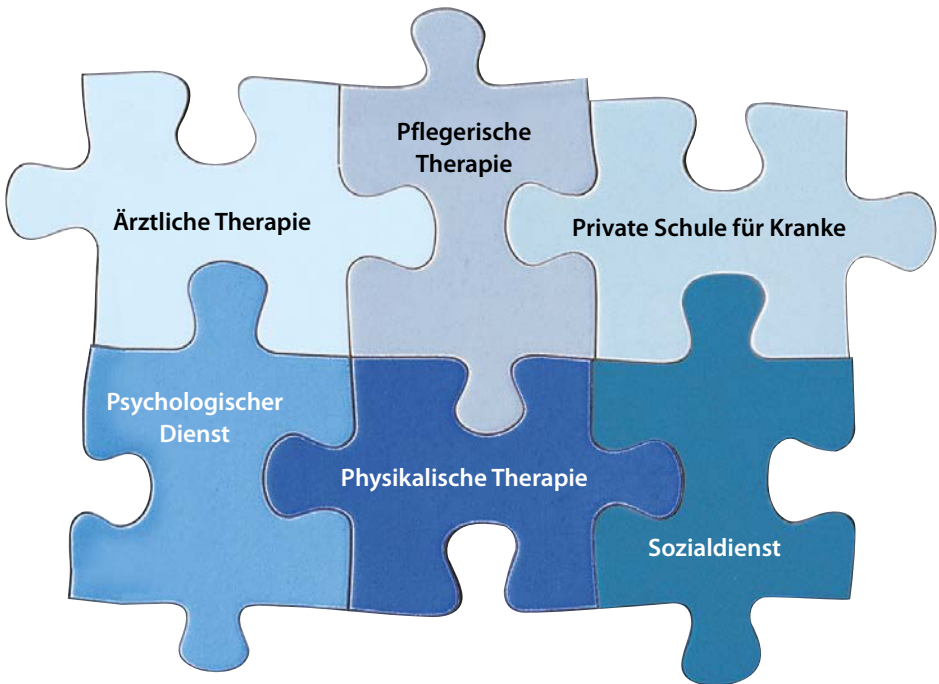 Pflegerische
Therapie
Ärztliche Therapie
Private Schule für Kranke
Psychologischer
Dienst
Physikalische Therapie
Sozialdienst